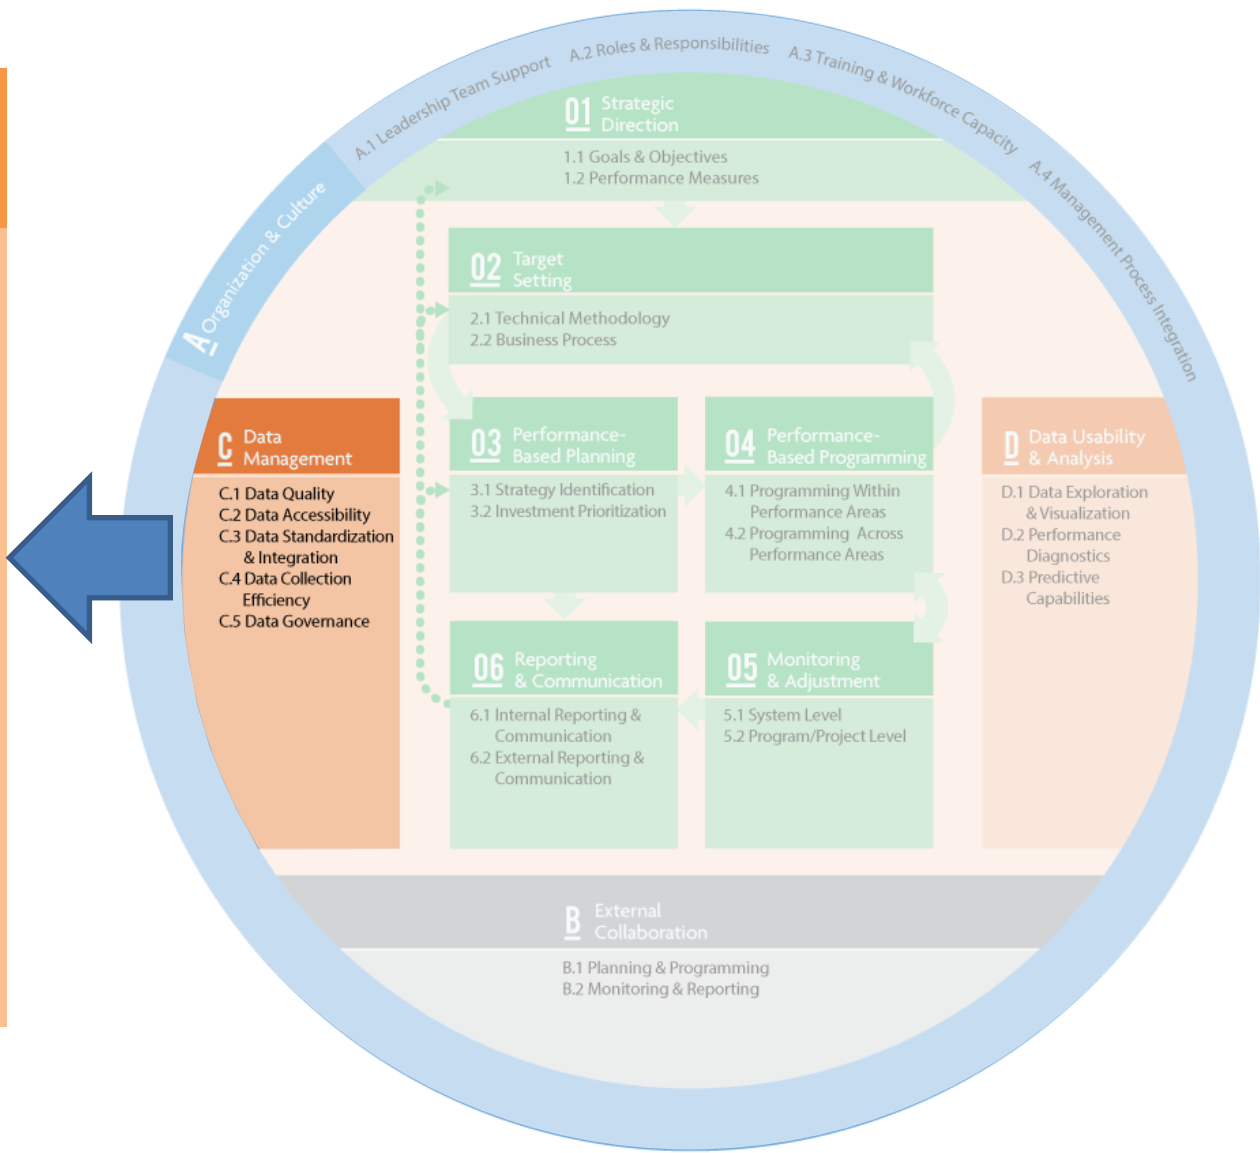 A.1 Leadership Team Support
A.2 Roles & Responsibilities
A.3 Training & Workforce Capacity
A.4 Management Process Integration
A Organization & Culture
01 Strategic
Direction
1.1 Goals & Objectives
1.2 Performance Measures
02 Target
Setting
2.1 Technical Methodology
2.2 Business Process
C Data
Management
C.1 Data Quality
C.2 Data Accessibility
C.3 Data Standardization
& Integration
C.4 Data Collection
Efficiency
C.5 Data Governance
03 Performance-
Based Planning
3.1 Strategy Identification
3.2 Investment Prioritization
04 Performance-
Based Programming
4.1 Programming Within
Performance Areas
4.2 Programming Across
Performance Areas
D Data Usability
& Analysis
D.1 Data Exploration
& Visualization
D.2 Performance
Diagnostics
D.3 Predictive
Capabilities
06 Reporting
& Communication
6.1 Internal Reporting &
Communication
6.2 External Reporting &
Communication
05 Monitoring
& Adjustment
5.1 System Level
5.2 Program/Project Level
B External
Collaboration
B.1 Planning & Programming
B.2 Monitoring & Reporting